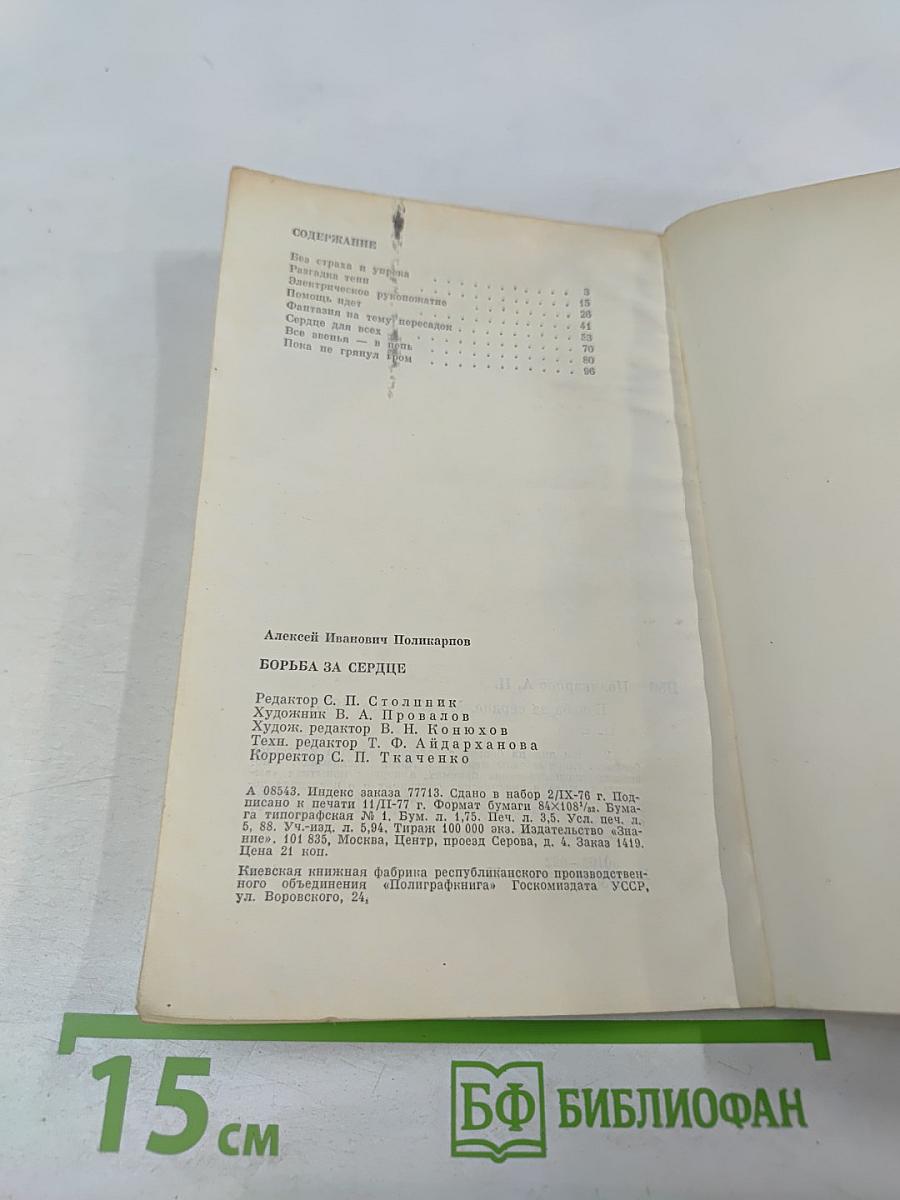 СОДЕРЖАНИЕ
Без страха и упрека . . . . . . . . . . 3
Разгадка тени . . . . . . . . . . 15
Электрическое рукопожатие . . . . . . . . 26
Помощь идет . . . . . . . . . . 41
Фантазия на тему пересадок . . . . . . . . 53
Сердце для всех . . . . . . . . . . 70
Все звенья — в цепь . . . . . . . . . . 80
Пока не грянул гром . . . . . . . . . . 96
Алексей Иванович Поликарпов
БОРЬБА ЗА СЕРДЦЕ
Редактор С. П. Столпник
Художник В. А. Провалов
Худож. редактор В. Н. Конюхов
Техн. редактор Т. Ф. Айдарханова
Корректор С. П. Ткаченко
А 08543. Индекс заказа 77713. Сдано в набор 2/IX-76 г. Под-
писано к печати 11/II-77 г. Формат бумаги 84×108¹/₃₂. Бума-
га типографская № 1. Бум. л. 1,75. Печ. л. 3,5. Усл. печ. л.
5, 88. Уч.-изд. л. 5,94. Тираж 100 000 экз. Издательство «Зна-
ние». 101 835, Москва, Центр, проезд Серова, д. 4. Заказ 1419.
Цена 21 коп.
Киевская книжная фабрика республиканского производствен-
ного объединения «Полиграфкнига» Госкомиздата УССР,
ул. Воровского, 24.
15 см
БФ БИБЛИОФАН